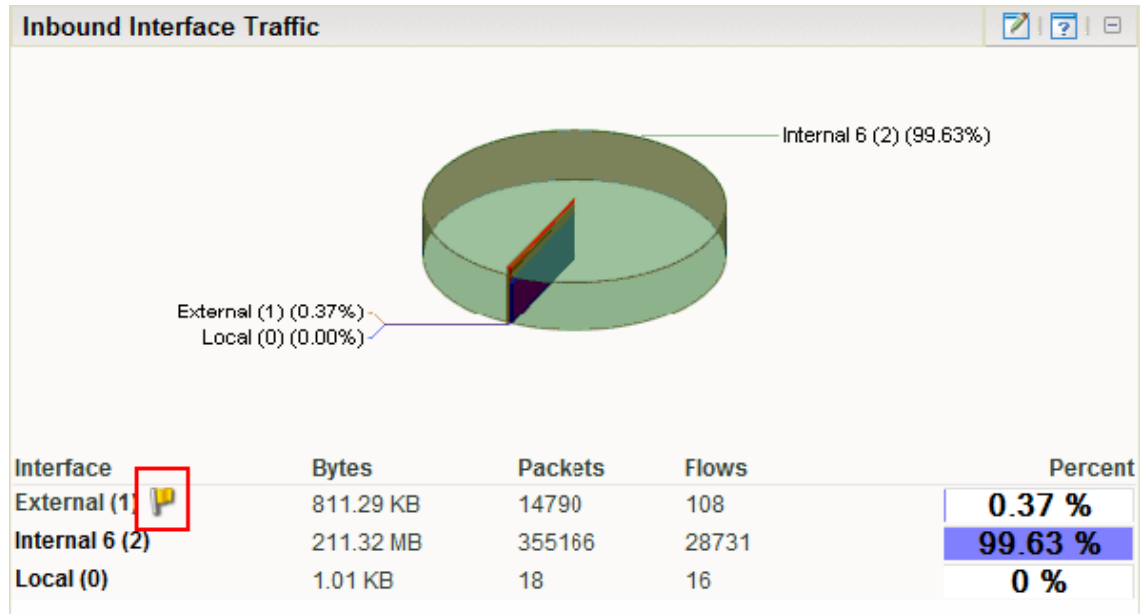 Inbound Interface Traffic
Internal 6 (2) (99.63%)
External (1) (0.37%)
Local (0) (0.00%)
Interface Bytes Packets Flows Percent
External (1) 811.29 KB 14790 108 0.37 %
Internal 6 (2) 211.32 MB 355166 28731 99.63 %
Local (0) 1.01 KB 18 16 0 %